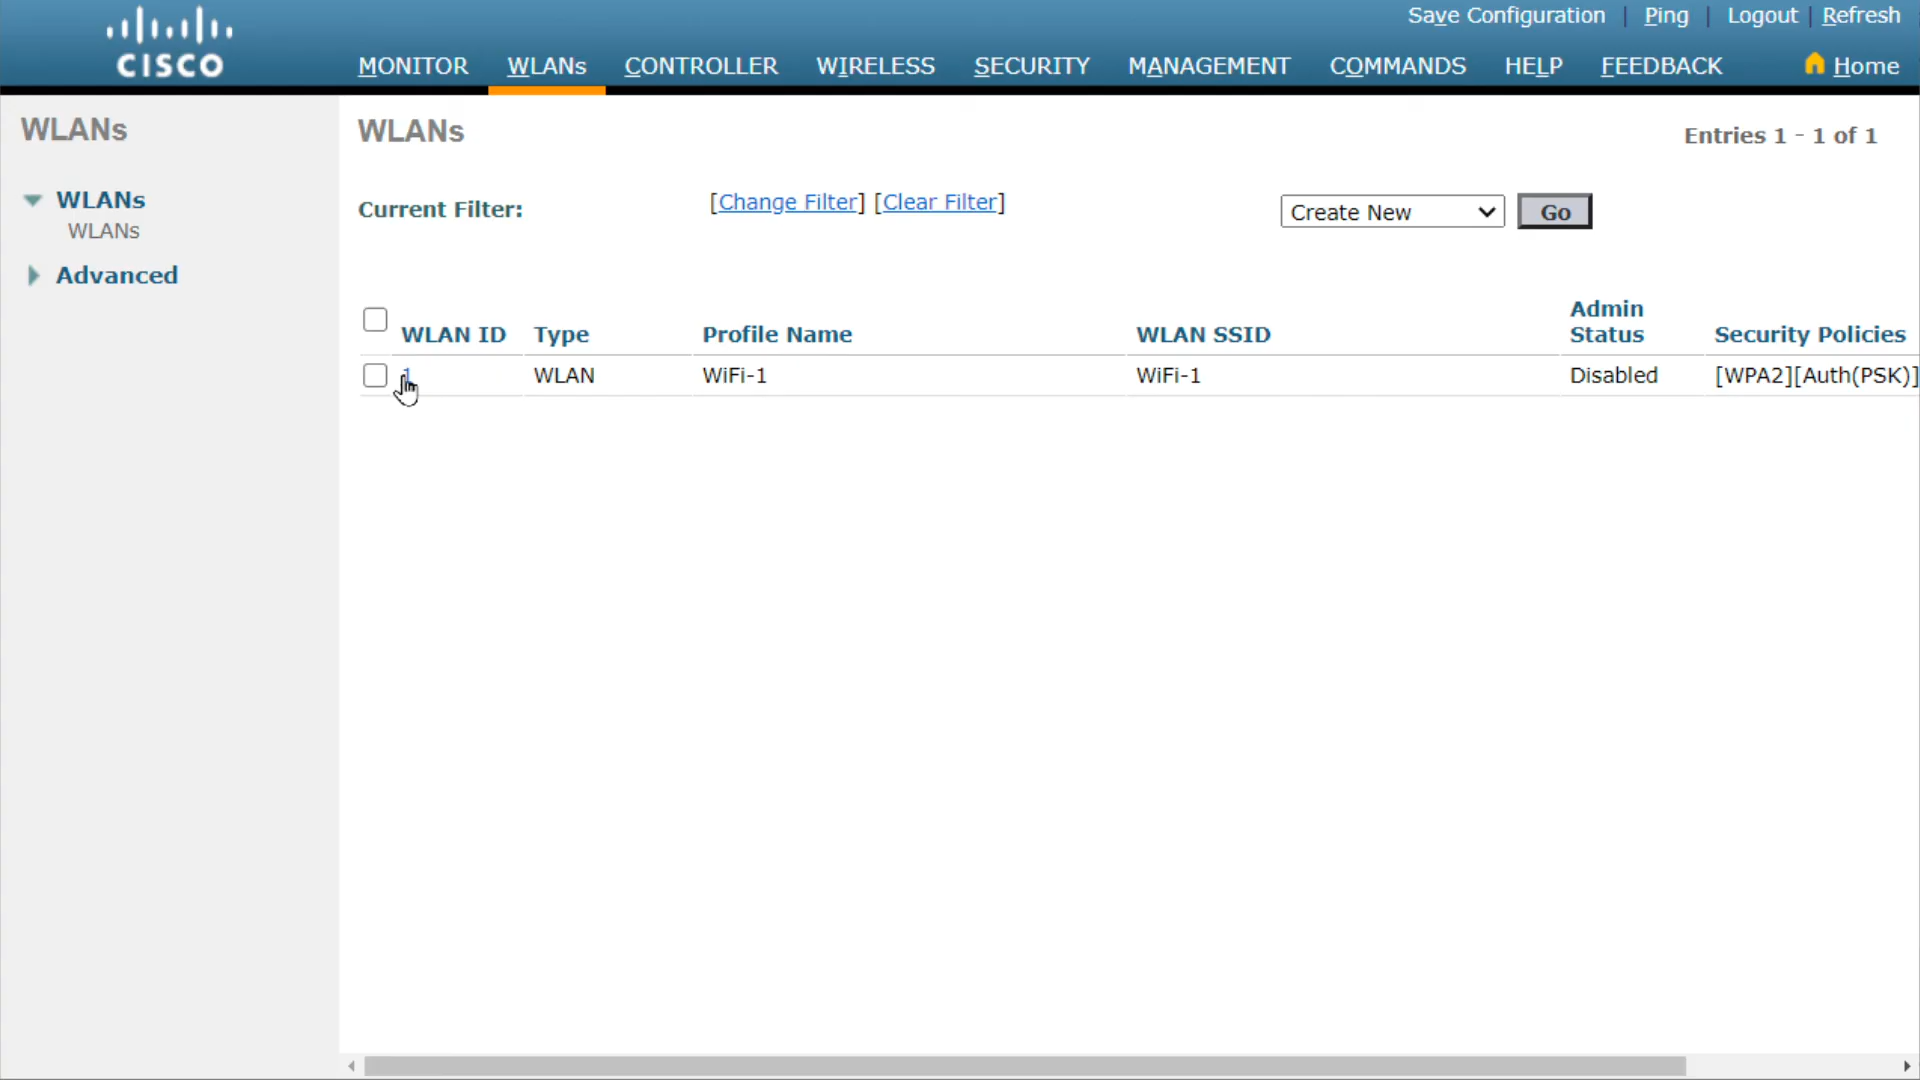 Save Configuration | Ping | Logout | Refresh
CISCO
MONITOR WLANs CONTROLLER WIRELESS SECURITY MANAGEMENT COMMANDS HELP FEEDBACK Home
WLANs
WLANs
WLANs
Advanced
WLANs
Entries 1 - 1 of 1
Current Filter: [Change Filter] [Clear Filter] Create New Go
WLAN ID Type Profile Name WLAN SSID Admin Status Security Policies
1 WLAN WiFi-1 WiFi-1 Disabled [WPA2][Auth(PSK)]